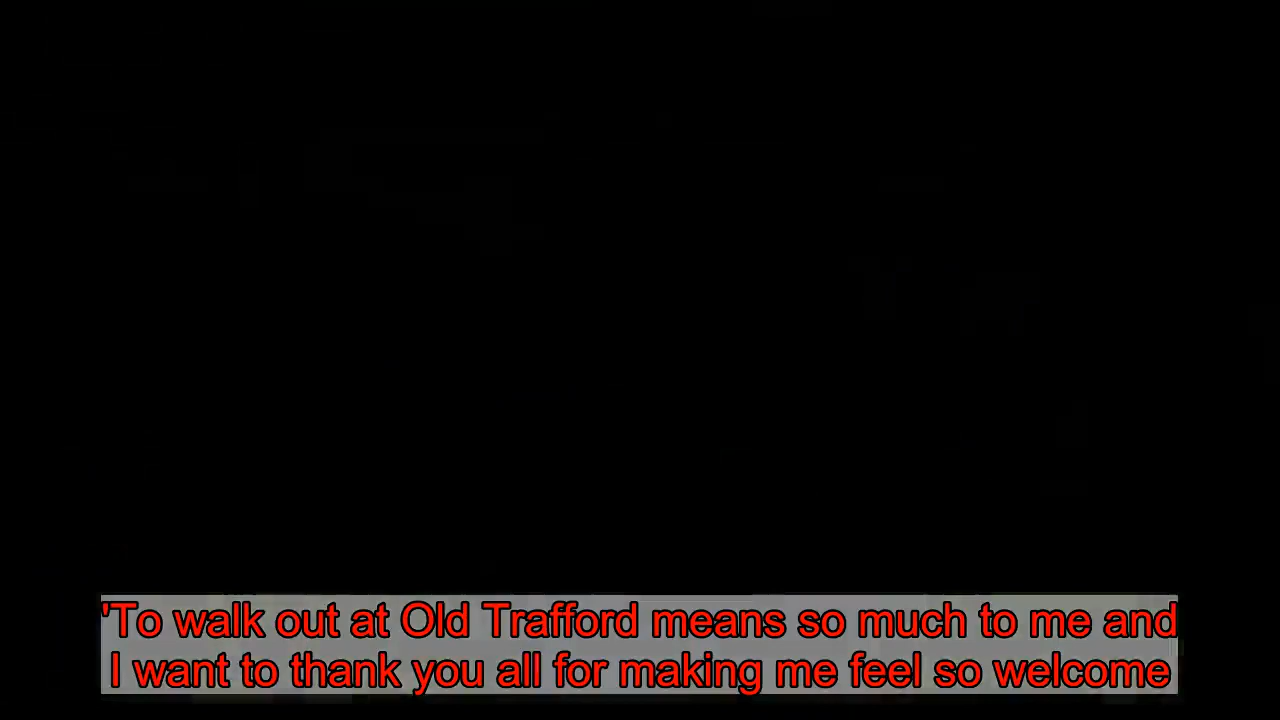 'To walk out at Old Trafford means so much to me and
I want to thank you all for making me feel so welcome